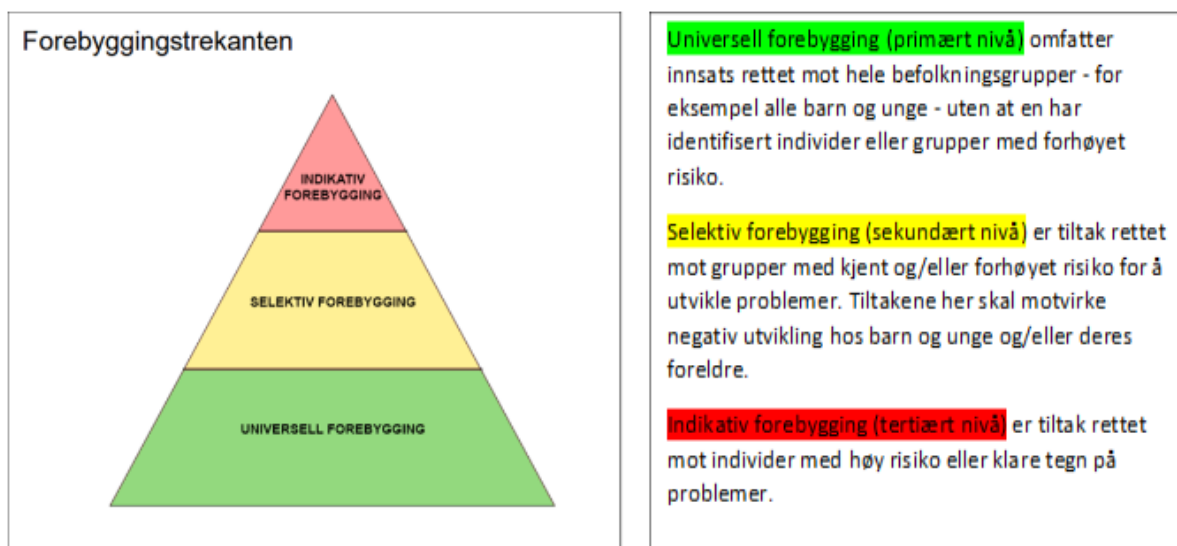 Forebyggingstrekanten
INDIKATIV
FOREBYGGING
SELEKTIV FOREBYGGING
UNIVERSELL FOREBYGGING
Universell forebygging (primært nivå) omfatter
innsats rettet mot hele befolkningsgrupper - for
eksempel alle barn og unge - uten at en har
identifisert individer eller grupper med forhøyet
risiko.
Selektiv forebygging (sekundært nivå) er tiltak rettet
mot grupper med kjent og/eller forhøyet risiko for å
utvikle problemer. Tiltakene her skal motvirke
negativ utvikling hos barn og unge og/eller deres
foreldre.
Indikativ forebygging (tertiært nivå) er tiltak rettet
mot individer med høy risiko eller klare tegn på
problemer.